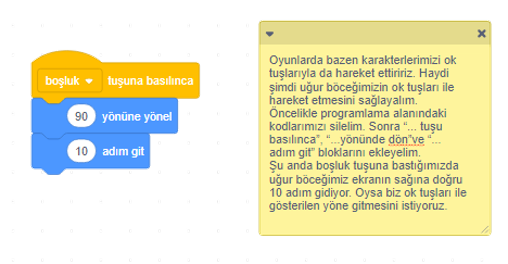 boşluk tuşuna basılınca
90 yönüne yönel
10 adım git
Oyunlarda bazen karakterlerimizi ok
tuşlarıyla da hareket ettiririz. Haydi
şimdi uğur böceğimizin ok tuşları ile
hareket etmesini sağlayalım.
Öncelikle programlama alanındaki
kodlarımızı silelim. Sonra “... tuşu
basılınca”, “...yönünde dön”ve “...
adım git” bloklarını ekleyelim.
Şu anda boşluk tuşuna bastığımızda
uğur böceğimiz ekranın sağına doğru
10 adım gidiyor. Oysa biz ok tuşları ile
gösterilen yöne gitmesini istiyoruz.